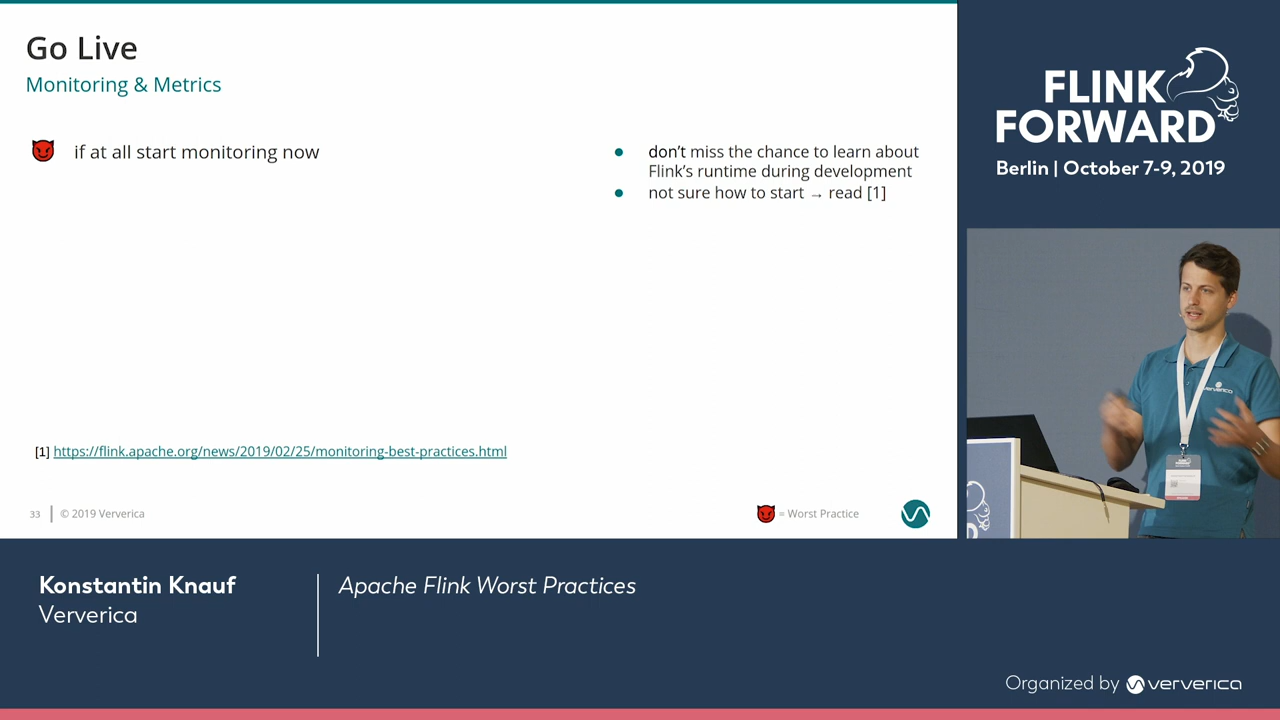 Go Live
Monitoring & Metrics
if at all start monitoring now
● don't miss the chance to learn about
Flink's runtime during development
● not sure how to start → read [1]
[1] https://flink.apache.org/news/2019/02/25/monitoring-best-practices.html
33 | © 2019 Ververica
= Worst Practice
FLINK
FORWARD
Berlin | October 7-9, 2019
ververica
Konstantin Knauf
Ververica
Apache Flink Worst Practices
Organized by ververica